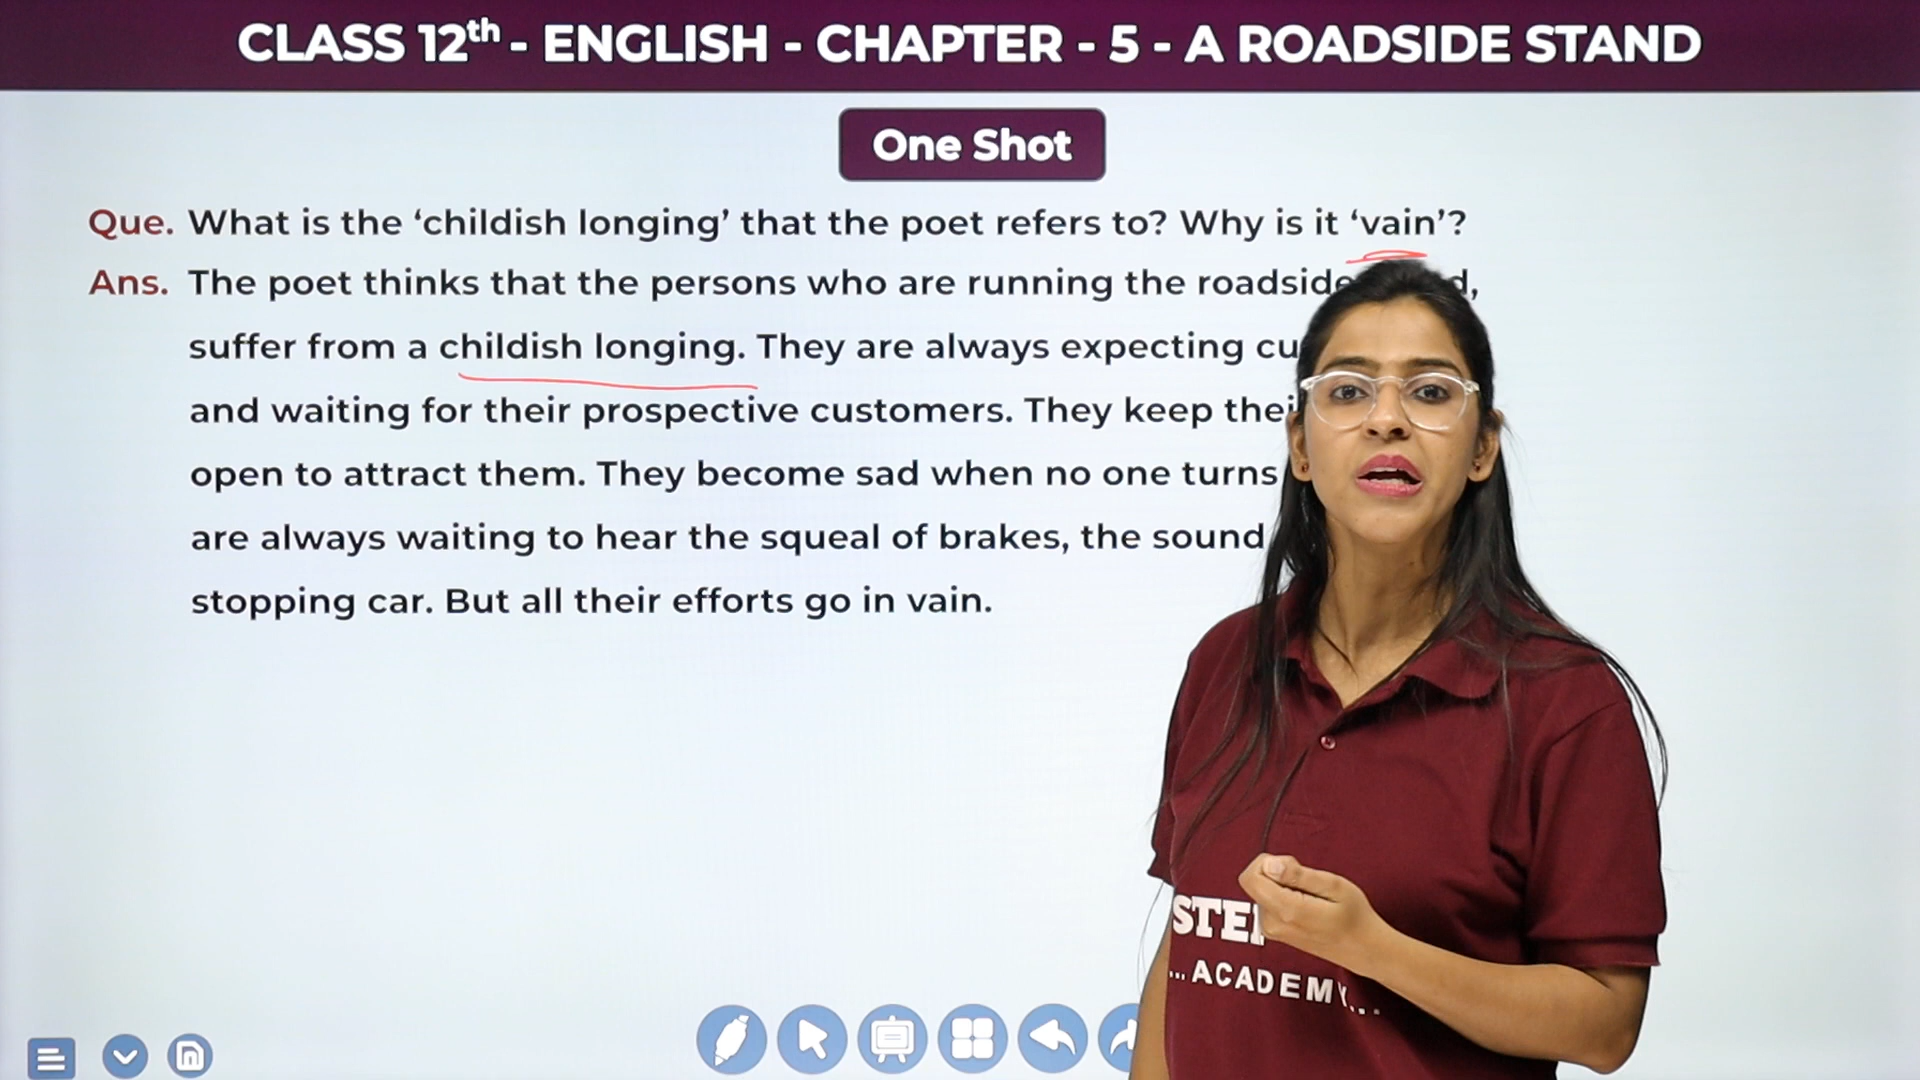 CLASS 12th - ENGLISH - CHAPTER - 5 - A ROADSIDE STAND
One Shot
Que. What is the ‘childish longing’ that the poet refers to? Why is it ‘vain’?
Ans. The poet thinks that the persons who are running the roadside
suffer from a childish longing. They are always expecting
and waiting for their prospective customers. They keep
open to attract them. They become sad when no one turns
are always waiting to hear the squeal of brakes, the sound
stopping car. But all their efforts go in vain.
...ACADEMY...